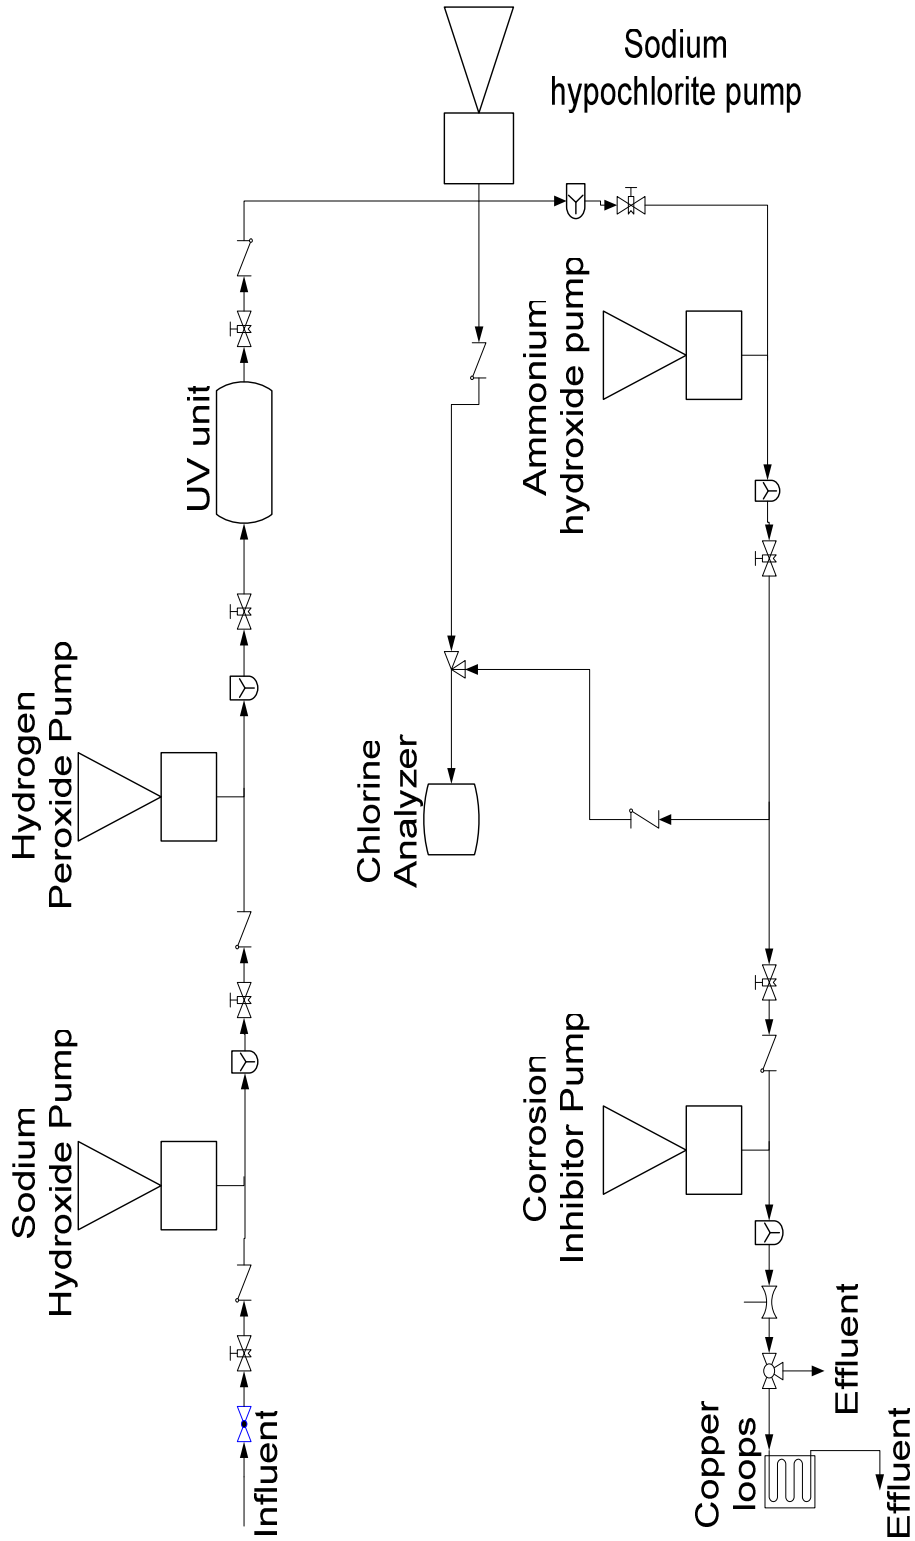 Sodium
hypochlorite pump
UV unit
Ammonium
hydroxide pump
Hydrogen
Peroxide Pump
Chlorine
Analyzer
Sodium
Hydroxide Pump
Corrosion
Inhibitor Pump
Influent
Effluent
Copper
loops
Effluent